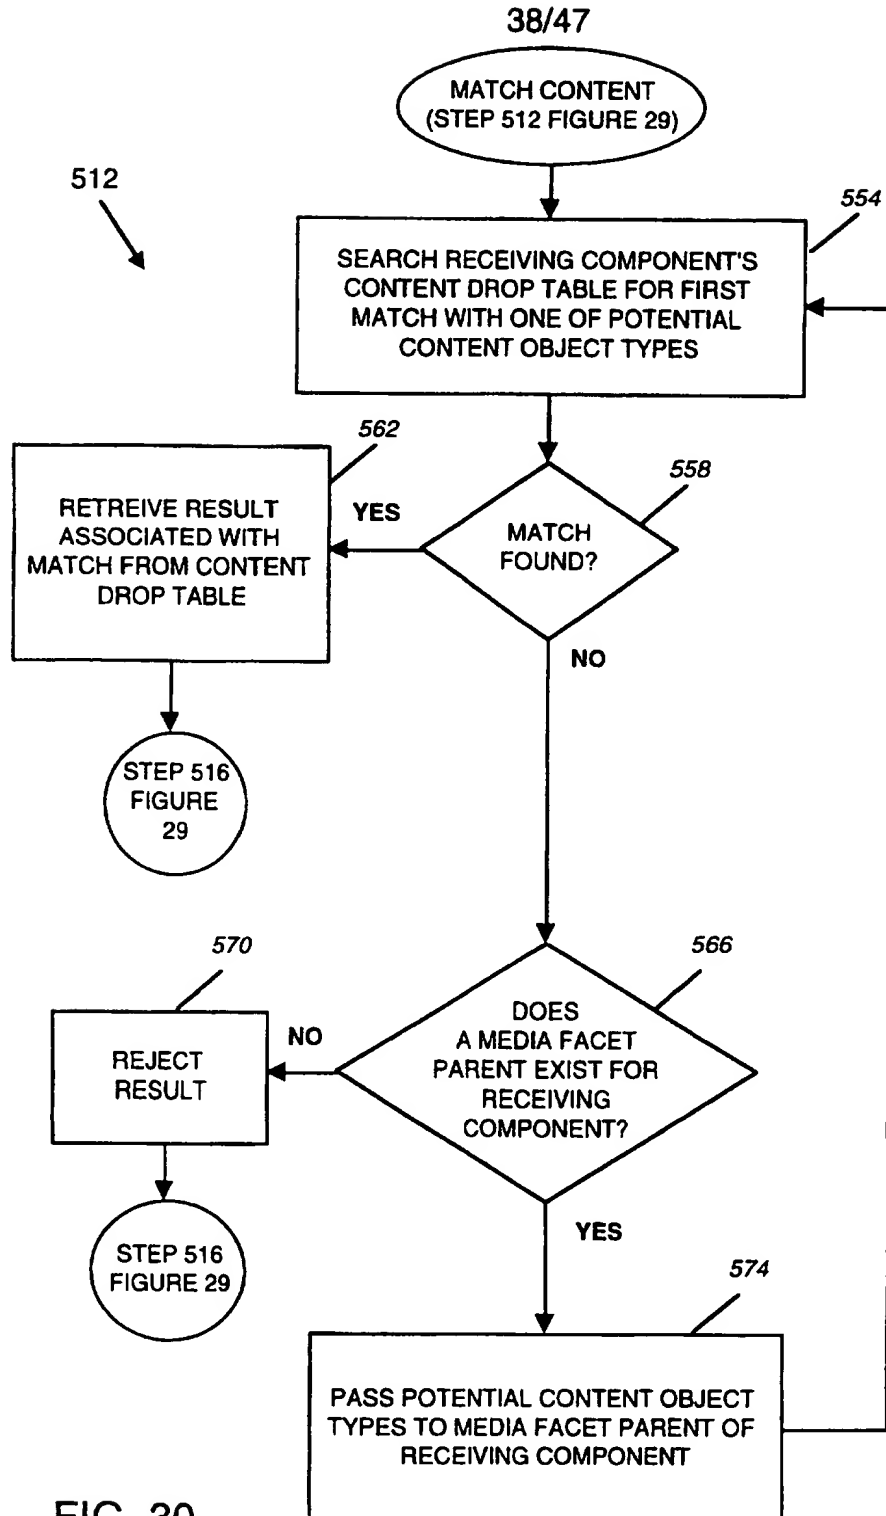 38/47
MATCH CONTENT
(STEP 512 FIGURE 29)
512
554
SEARCH RECEIVING COMPONENT'S
CONTENT DROP TABLE FOR FIRST
MATCH WITH ONE OF POTENTIAL
CONTENT OBJECT TYPES
562
558
RETREIVE RESULT
ASSOCIATED WITH
MATCH FROM CONTENT
DROP TABLE
YES
MATCH
FOUND?
NO
STEP 516
FIGURE
29
570
566
REJECT
RESULT
NO
DOES
A MEDIA FACET
PARENT EXIST FOR
RECEIVING
COMPONENT?
STEP 516
FIGURE 29
YES
574
PASS POTENTIAL CONTENT OBJECT
TYPES TO MEDIA FACET PARENT OF
RECEIVING COMPONENT
FIG. 30